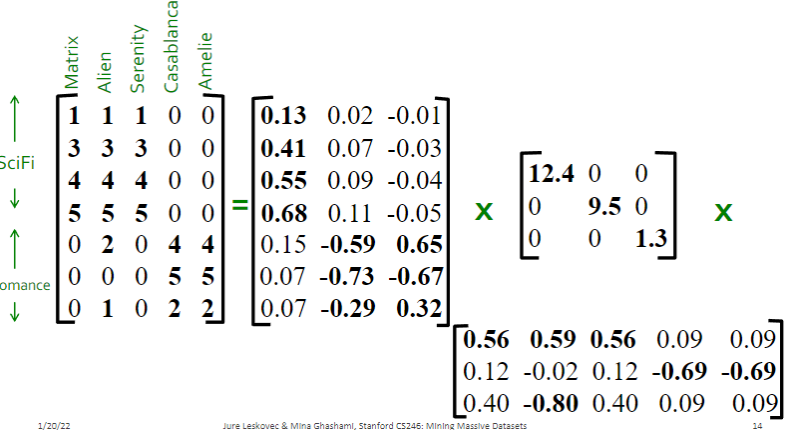 Matrix Alien Serenity Casablanca Amelie
SciFi
omance
1 1 1 0 0
3 3 3 0 0
4 4 4 0 0
5 5 5 0 0
0 2 0 4 4
0 0 0 5 5
0 1 0 2 2
=
0.13 0.02 -0.01
0.41 0.07 -0.03
0.55 0.09 -0.04
0.68 0.11 -0.05
0.15 -0.59 0.65
0.07 -0.73 -0.67
0.07 -0.29 0.32
x
12.4 0 0
0 9.5 0
0 0 1.3
x
0.56 0.59 0.56 0.09 0.09
0.12 -0.02 0.12 -0.69 -0.69
0.40 -0.80 0.40 0.09 0.09
1/20/22 Jure Leskovec & Mina Ghashami, Stanford CS246: Mining Massive Datasets 14